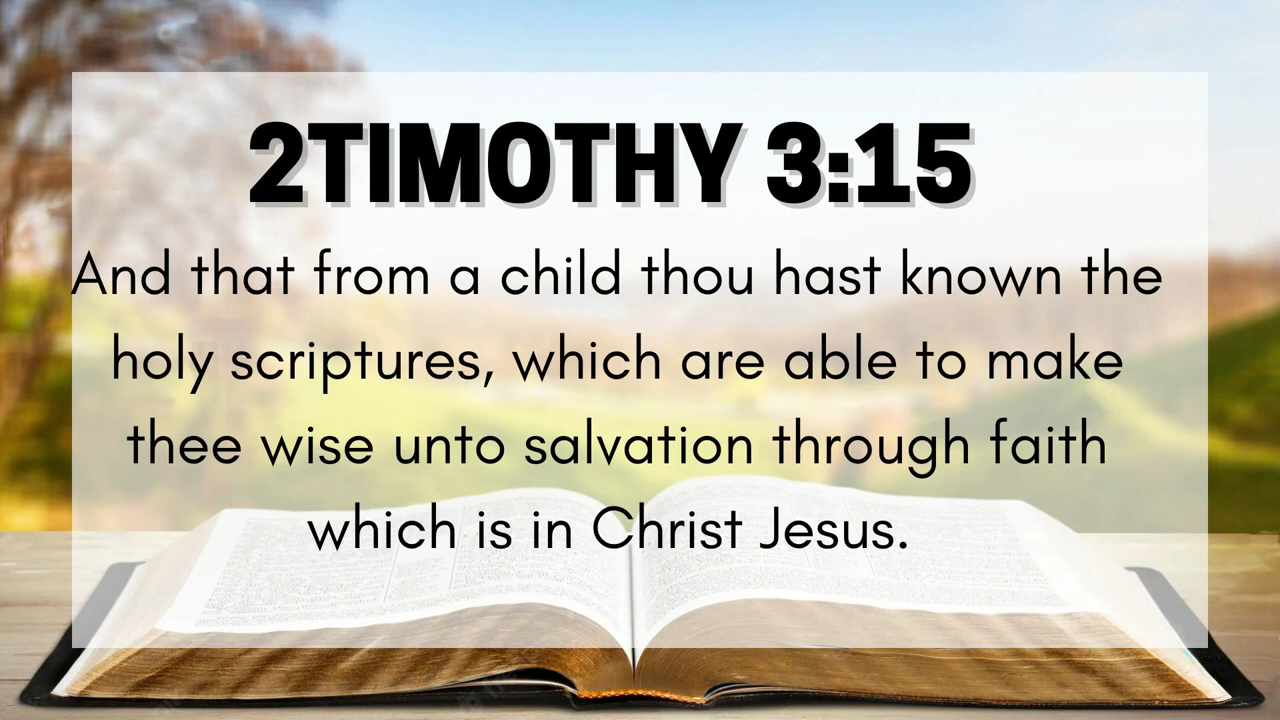 2TIMOTHY 3:15
And that from a child thou hast known the
holy scriptures, which are able to make
thee wise unto salvation through faith
which is in Christ Jesus.